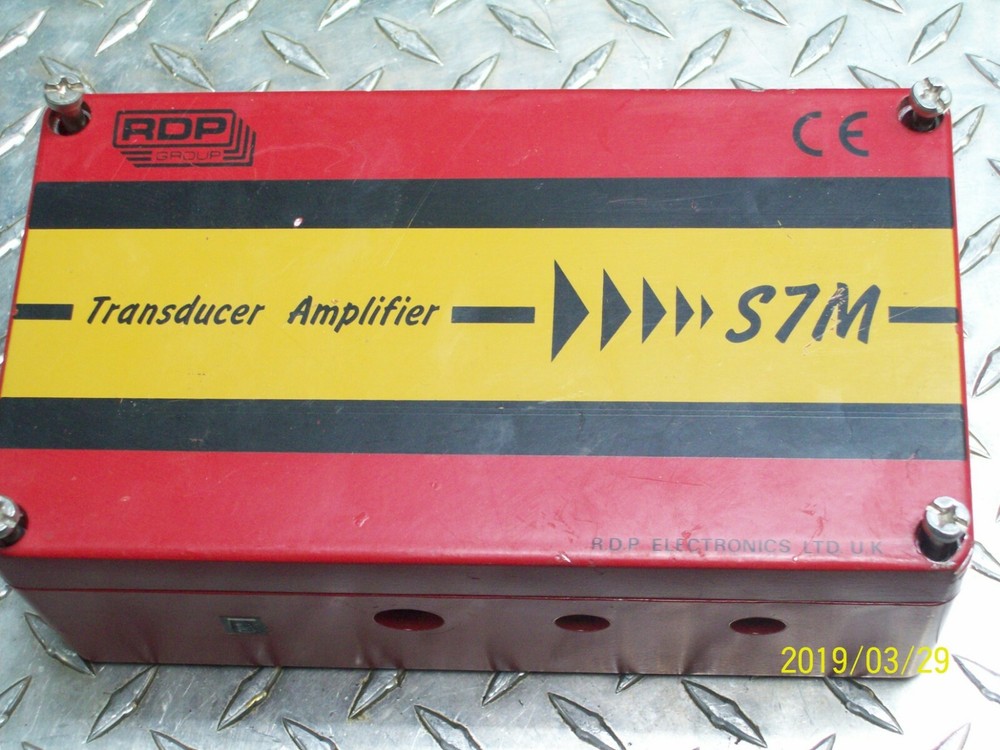 RDP
GROUP
CE
Transducer Amplifier S7M
R.D.P ELECTRONICS LTD U.K
2019/03/29